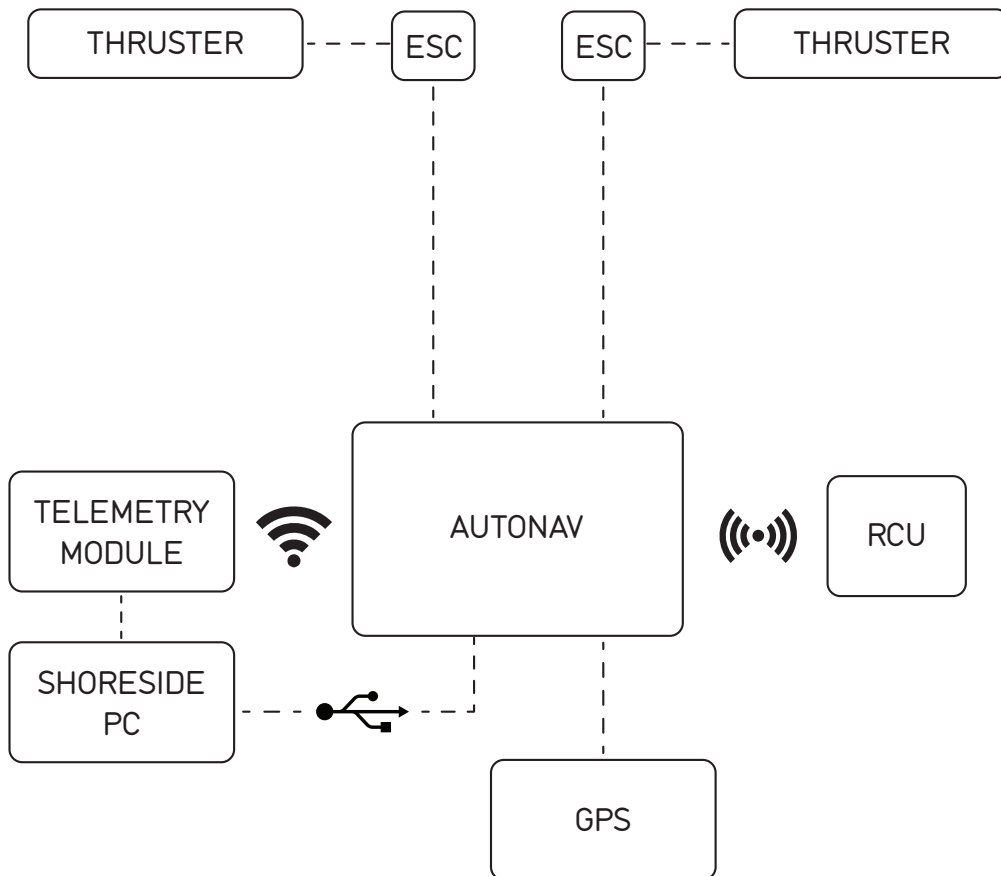 THRUSTER
ESC
ESC
THRUSTER
TELEMETRY
MODULE
AUTONAV
RCU
SHORESIDE
PC
GPS